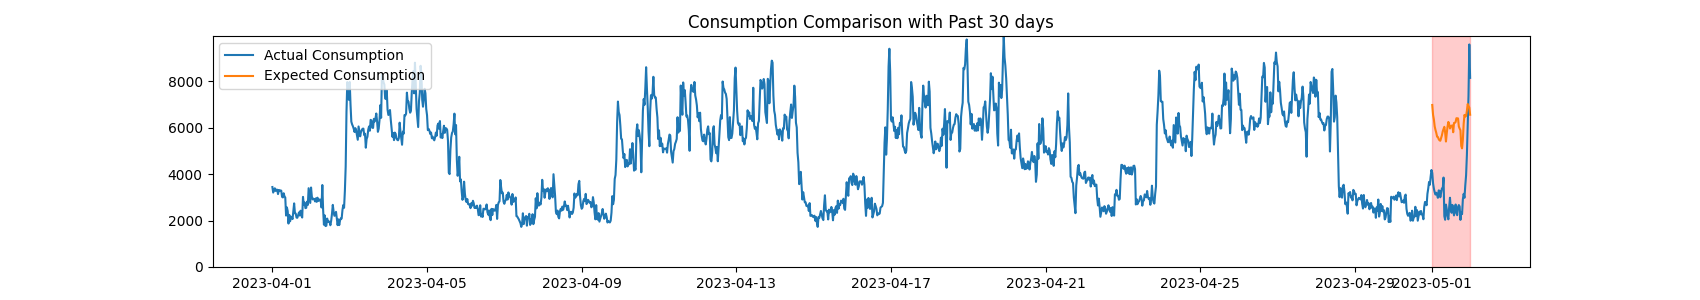 Consumption Comparison with Past 30 days
Actual Consumption
Expected Consumption
8000
6000
4000
2000
0
2023-04-01 2023-04-05 2023-04-09 2023-04-13 2023-04-17 2023-04-21 2023-04-25 2023-04-29 2023-05-01